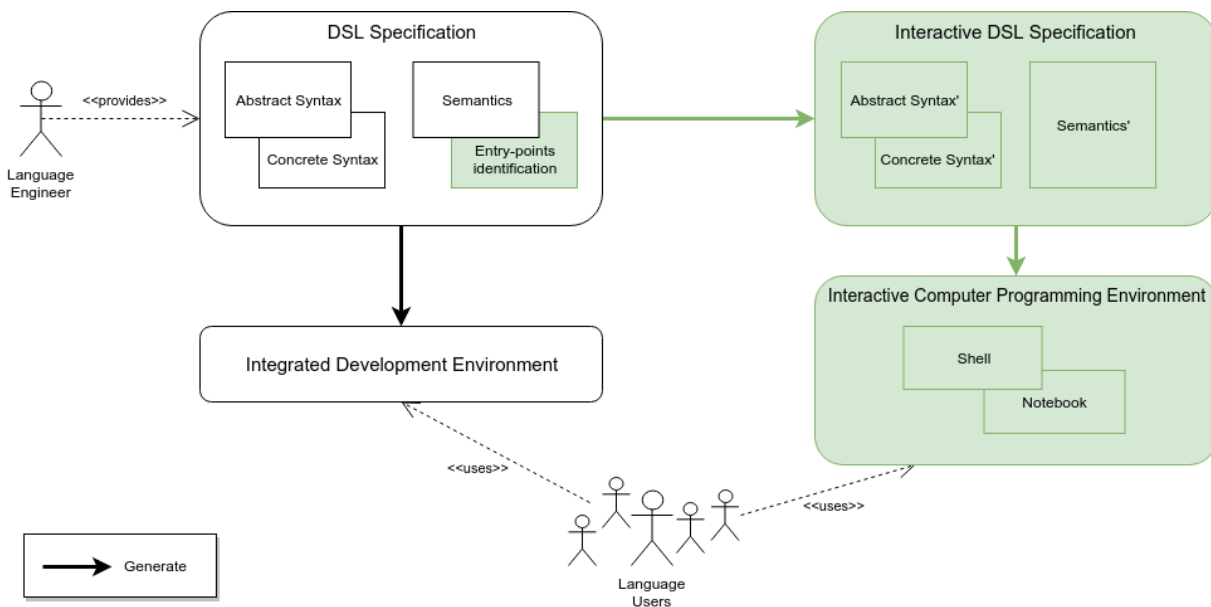 DSL Specification
Interactive DSL Specification
Abstract Syntax
Semantics
Abstract Syntax'
Semantics'
<<provides>>
Concrete Syntax
Entry-points
identification
Concrete Syntax'
Language
Engineer
Interactive Computer Programming Environment
Integrated Development Environment
Shell
Notebook
<<uses>>
<<uses>>
Generate
Language
Users